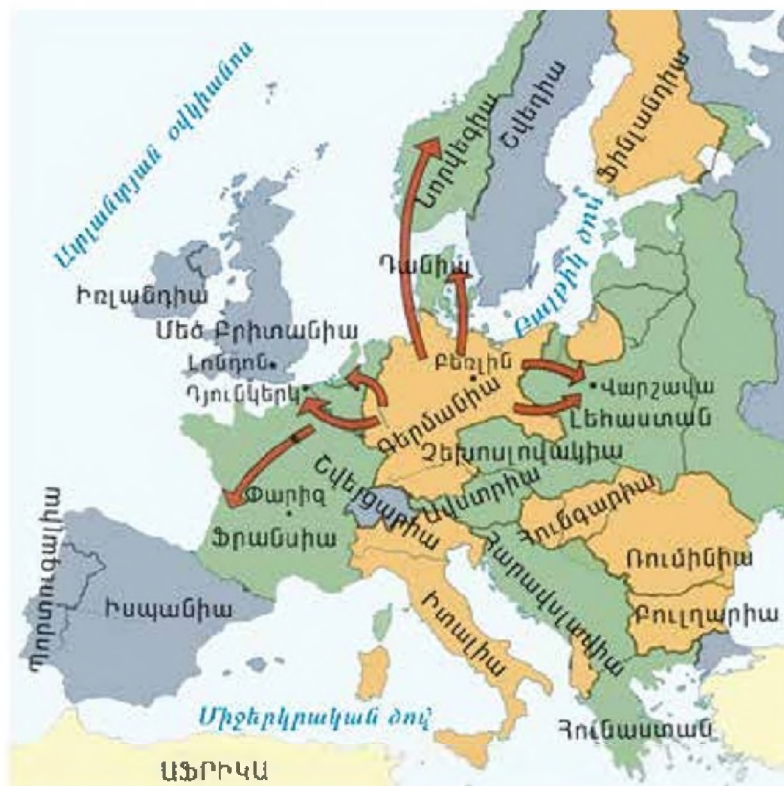 Ատլանտյան օվկիանոս
Նորվեգիա
Շվեդիա
Ֆինլանդիա
Բալթիկ ծով
Դանիա
Իռլանդիա
Մեծ Բրիտանիա
Լոնդոն
Դյունկերկ
Բեռլին
Գերմանիա
Վարշավա
Լեհաստան
Չեխոսլովակիա
Ավստրիա
Շվեյցարիա
Փարիզ
Ֆրանսիա
Հունգարիա
Ռումինիա
Բուլղարիա
Հարավսլավիա
Իտալիա
Պորտուգալիա
Իսպանիա
Միջերկրական ծով
Հունաստան
ԱՖՐԻԿԱ